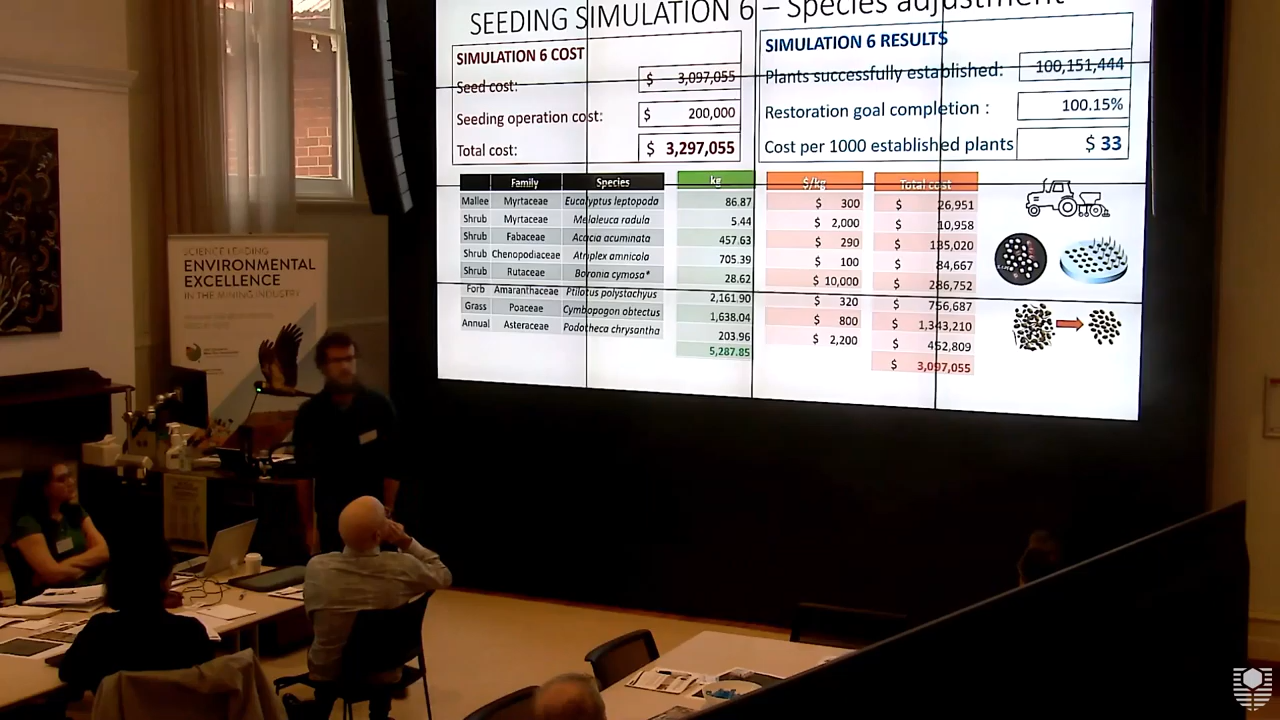 SEEDING SIMULATION 6 – Species adjustment
SIMULATION 6 COST
Seed cost: $ 3,097,055
Seeding operation cost: $ 200,000
Total cost: $ 3,297,055
SIMULATION 6 RESULTS
Plants successfully established: 100,151,444
Restoration goal completion : 100.15%
Cost per 1000 established plants $ 33
Family Species kg $/kg Total cost
Mallee Myrtaceae Eucalyptus leptopoda 86.87 $ 300 $ 26,951
Shrub Myrtaceae Melaleuca radula 5.44 $ 2,000 $ 10,958
Shrub Fabaceae Acacia acuminata 457.63 $ 290 $ 135,020
Shrub Chenopodiaceae Atriplex amnicola 705.39 $ 100 $ 84,667
Shrub Rutaceae Boronia cymosa* 28.62 $ 10,000 $ 286,752
Forb Amaranthaceae Ptilotus polystachyus 2,161.90 $ 320 $ 756,687
Grass Poaceae Cymbopogon obtectus 1,638.04 $ 800 $ 1,343,210
Annual Asteraceae Podotheca chrysantha 203.96 $ 2,200 $ 452,809
5,287.85 $ 3,097,055
SCIENCE LEADING
ENVIRONMENTAL
EXCELLENCE
IN THE MINING INDUSTRY